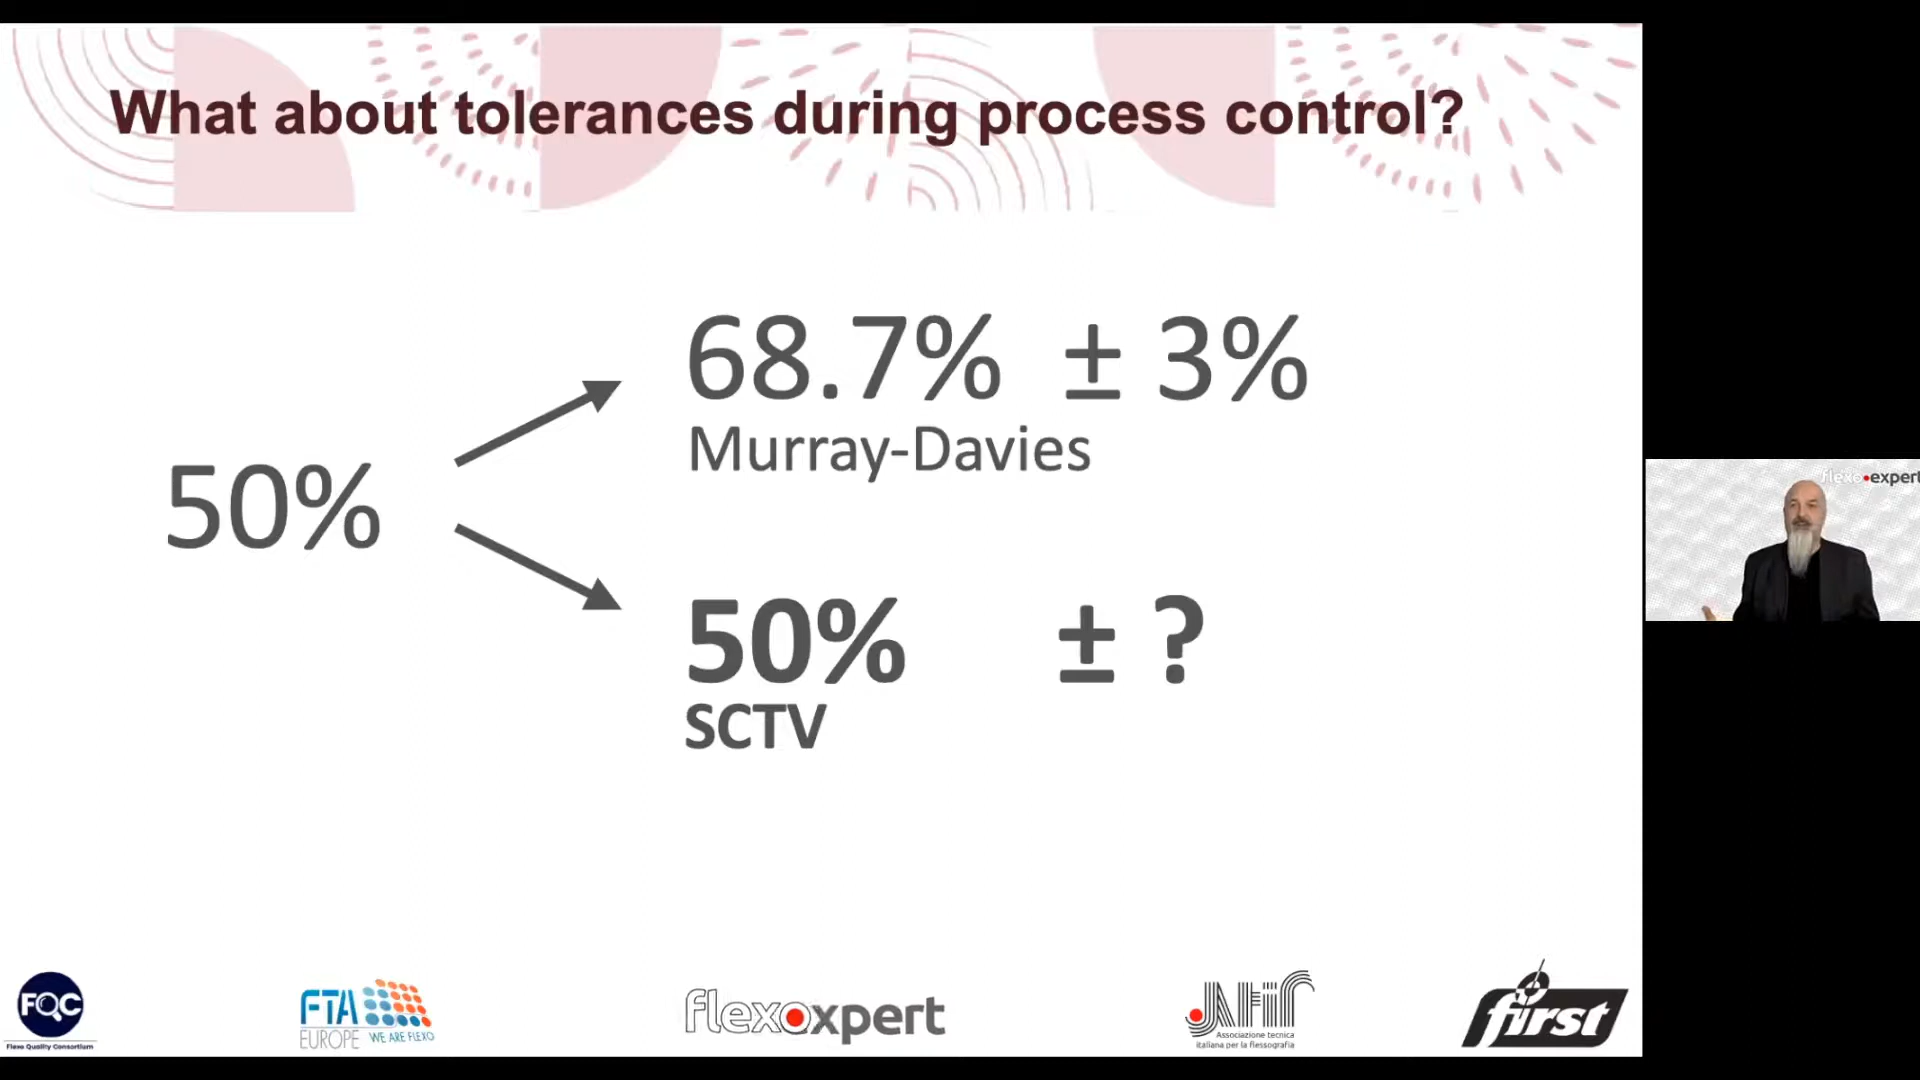 What about tolerances during process control?
68.7% ± 3%
Murray-Davies
50%
50% ± ?
SCTV
flexo expert
FQC
Flexo Quality Consortium
FTA
EUROPE WE ARE FLEXO
flexoxpert
Atif
Associazione tecnica
italiana per la flessografia
first